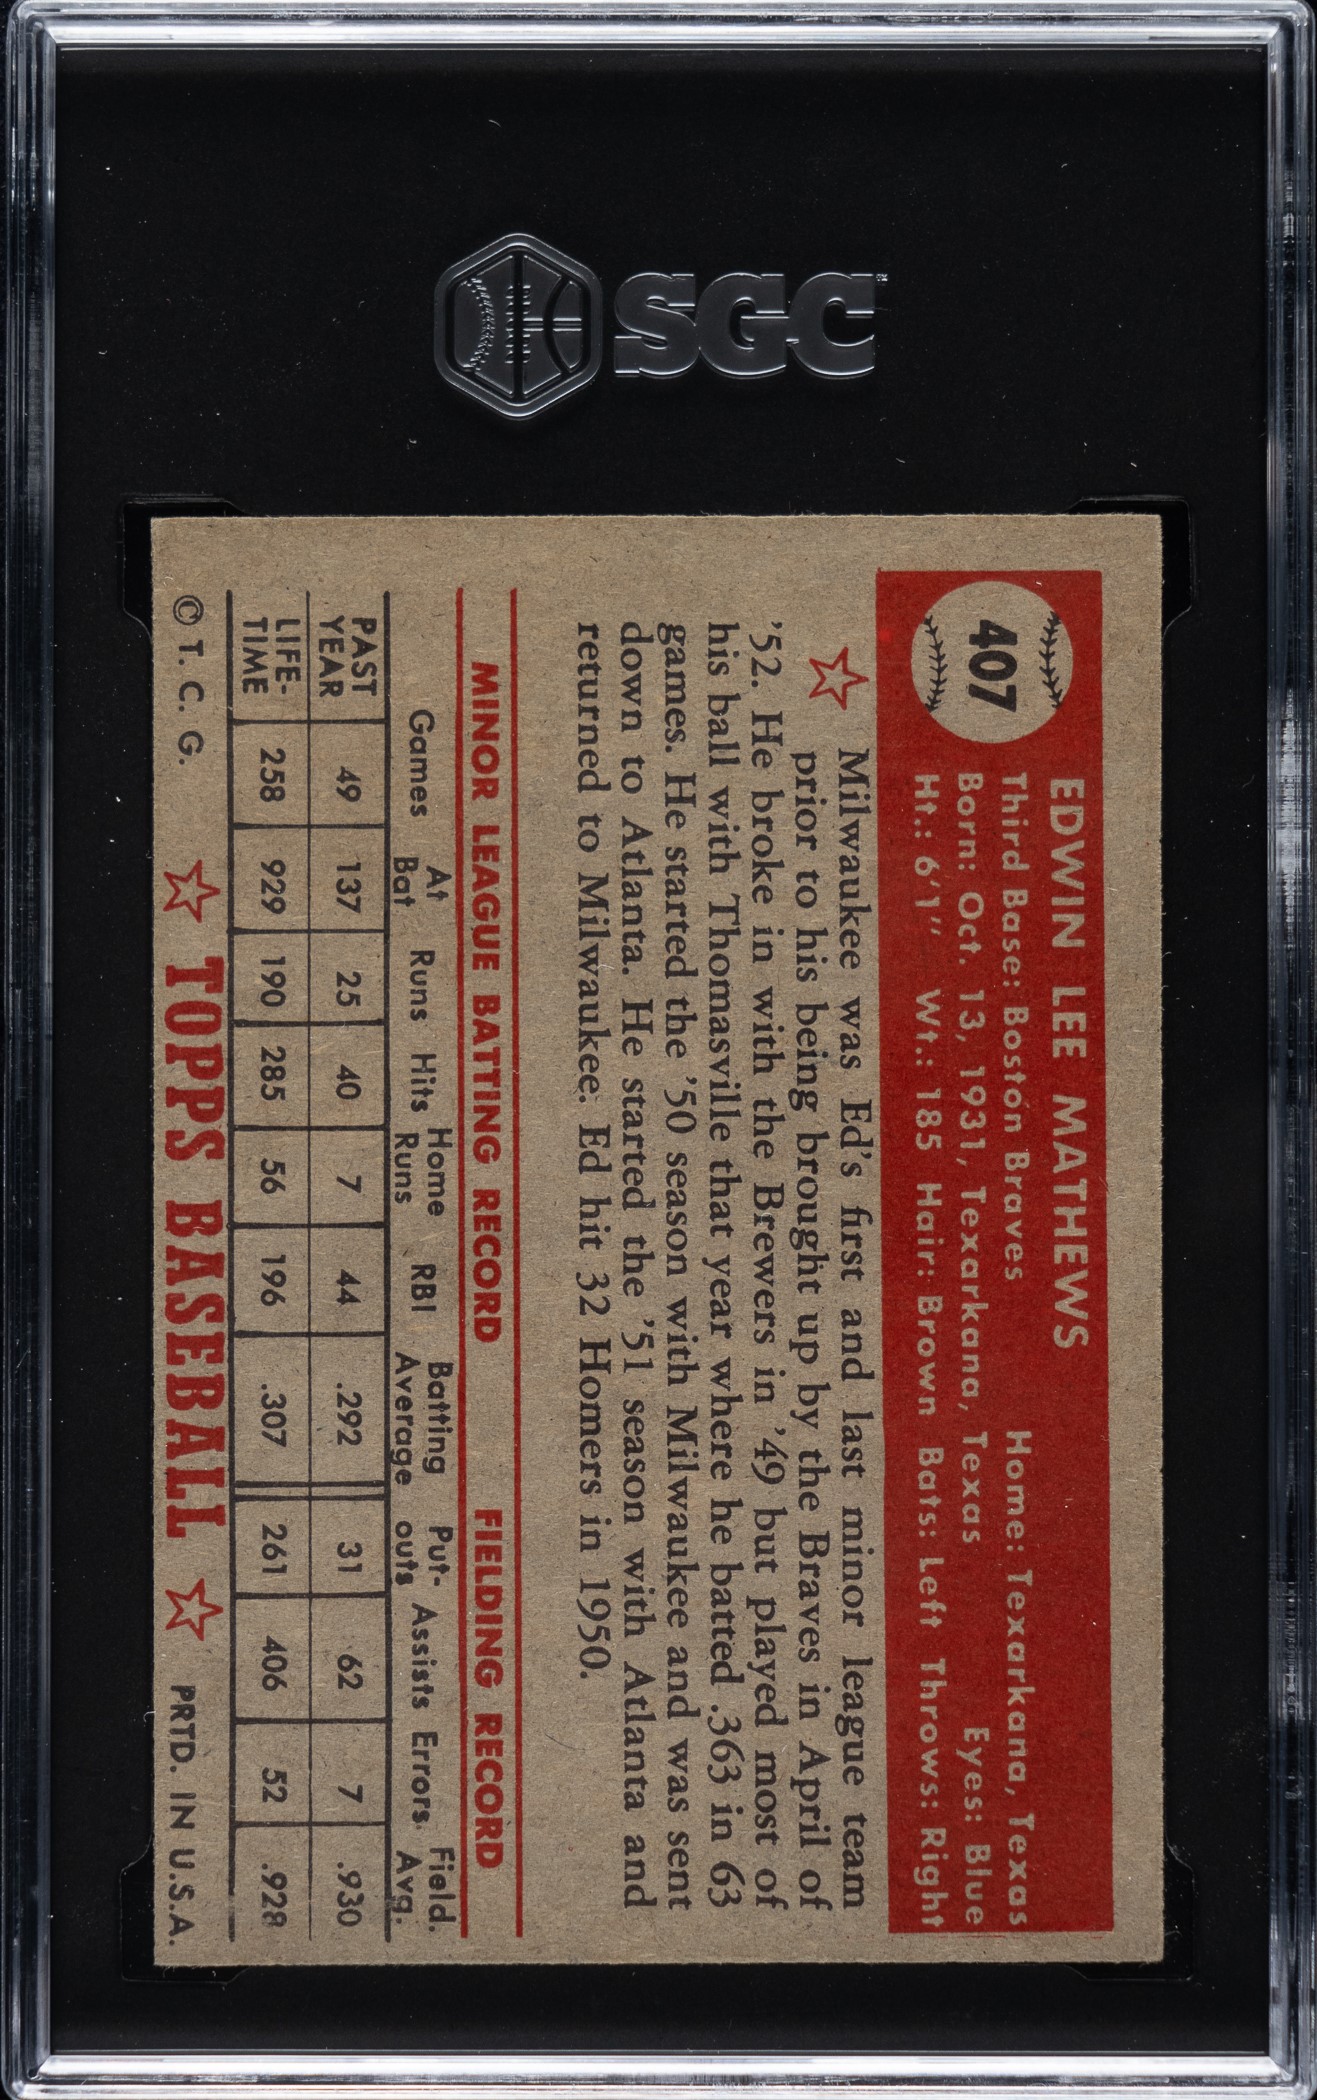 SGC
407
EDWIN LEE MATHEWS
Third Base: Boston Braves Home: Texarkana, Texas
Born: Oct. 13, 1931, Texarkana, Texas Eyes: Blue
Ht.: 6'1" Wt.: 185 Hair: Brown Bats: Left Throws: Right
Milwaukee was Ed's first and last minor league team
prior to his being brought up by the Braves in April of
'52. He broke in with the Brewers in '49 but played most of
his ball with Thomasville that year where he batted .363 in 63
games. He started the '50 season with Milwaukee and was sent
down to Atlanta. He started the '51 season with Atlanta and
returned to Milwaukee. Ed hit 32 Homers in 1950.
MINOR LEAGUE BATTING RECORD FIELDING RECORD
Games At Bat Runs Hits Home Runs RBI Batting Average Put-outs Assists Errors Field. Avg.
PAST YEAR 49 137 25 40 7 44 .292 31 62 7 .930
LIFE-TIME 258 929 190 285 56 196 .307 261 406 52 .928
© T. C. G. TOPPS BASEBALL PRTD. IN U.S.A.